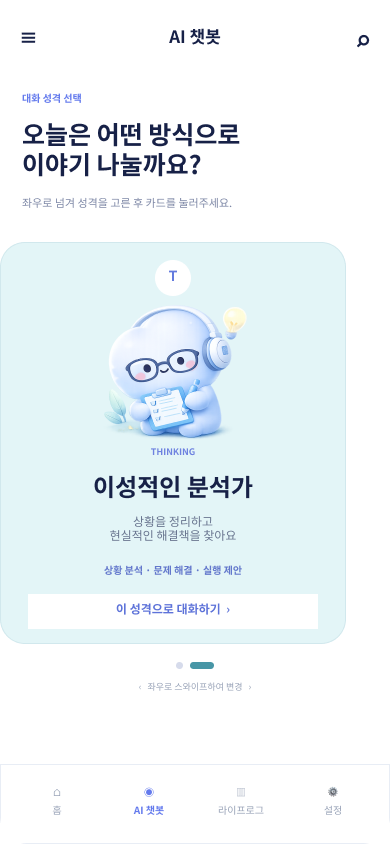 AI 챗봇
대화 성격 선택
오늘은 어떤 방식으로
이야기 나눌까요?
좌우로 넘겨 성격을 고른 후 카드를 눌러주세요.
T
THINKING
이성적인 분석가
상황을 정리하고
현실적인 해결책을 찾아요
상황 분석 · 문제 해결 · 실행 제안
이 성격으로 대화하기 ›
‹ 좌우로 스와이프하여 변경 ›
홈
AI 챗봇
라이프로그
설정